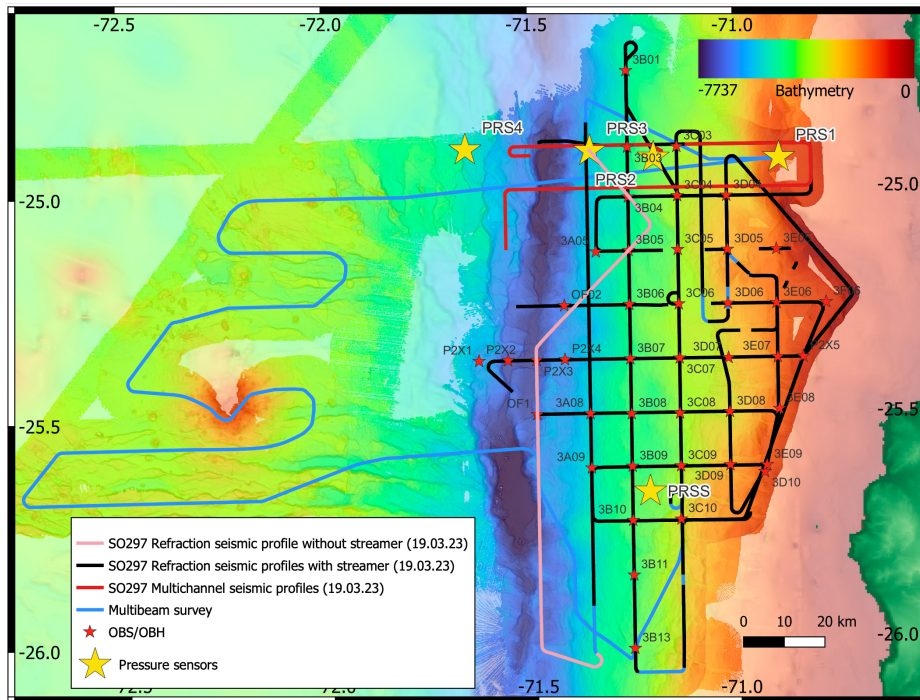 -72.5
-72.0
-71.5
-71.0
3B01
-7737
Bathymetry
0
PRS4
PRS3
3C03
PRS1
3B03
PRS2
-25.0
-25.0
3B04
3C04
3A05
3B05
3C05
3D05
OF02
3B06
3C06
3D06
3E06
P2X1
P2X2
P2X4
3B07
3D07
3E07
P2X5
P2X3
3C07
OF1
3A08
3B08
3C08
3D08
3E08
-25.5
-25.5
3A09
3B09
3C09
3E09
3D09
3D10
PRSS
3B10
3C10
SO297 Refraction seismic profile without streamer (19.03.23)
SO297 Refraction seismic profiles with streamer (19.03.23)
SO297 Multichannel seismic profiles (19.03.23)
Multibeam survey
OBS/OBH
Pressure sensors
3B11
3B13
0 10 20 km
-26.0
-26.0
-72.5
-72.0
-71.5
-71.0